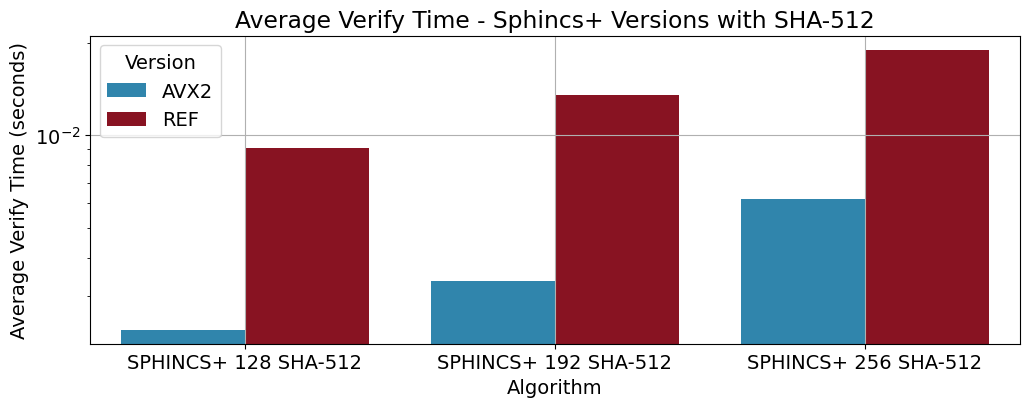 Average Verify Time - Sphincs+ Versions with SHA-512
Average Verify Time (seconds)
10⁻²
Version
AVX2
REF
SPHINCS+ 128 SHA-512
SPHINCS+ 192 SHA-512
SPHINCS+ 256 SHA-512
Algorithm